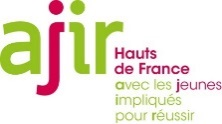 ajir
Hauts
de France
avec les jeunes
impliqués
pour réussir